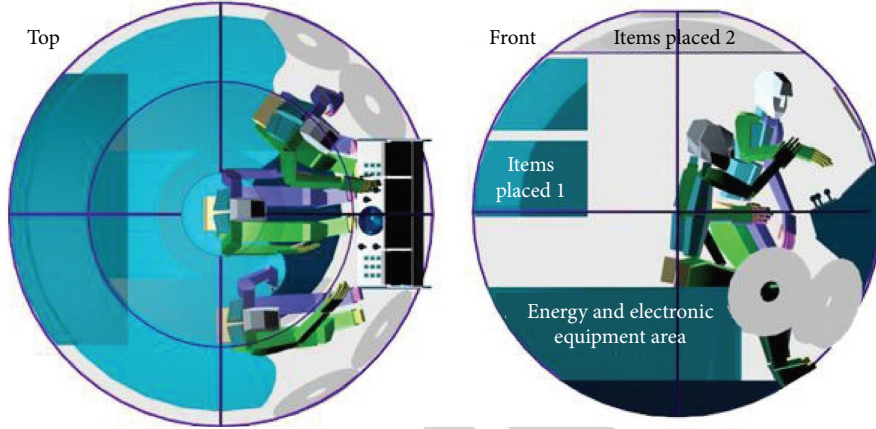 Top
Front
Items placed 2
Items
placed 1
Energy and electronic
equipment area